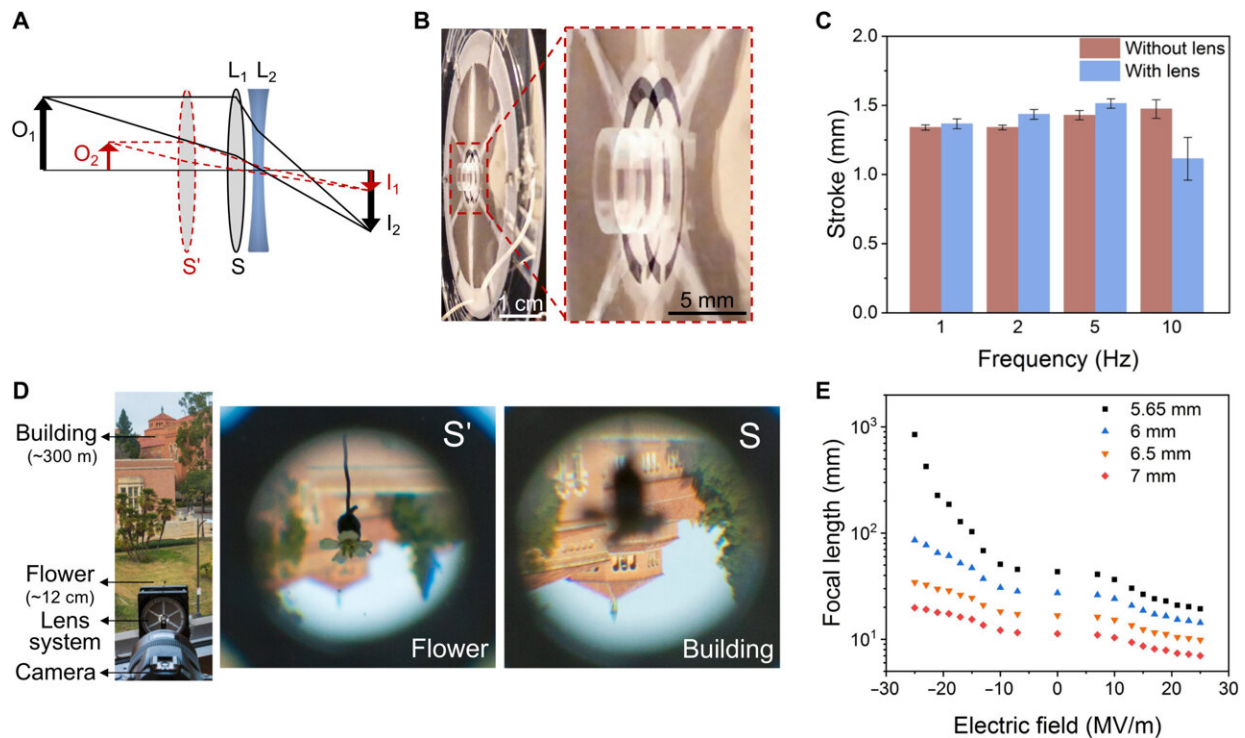 A
O₁
O₂
L₁ L₂
S'
S
I₁
I₂
B
1 cm
5 mm
C
Stroke (mm)
2.0
1.5
1.0
0.5
0.0
Without lens
With lens
1 2 5 10
Frequency (Hz)
D
Building
(~300 m)
Flower
(~12 cm)
Lens
system
Camera
S'
Flower
S
Building
E
Focal length (mm)
10³
10²
10¹
5.65 mm
6 mm
6.5 mm
7 mm
−30 −20 −10 0 10 20 30
Electric field (MV/m)